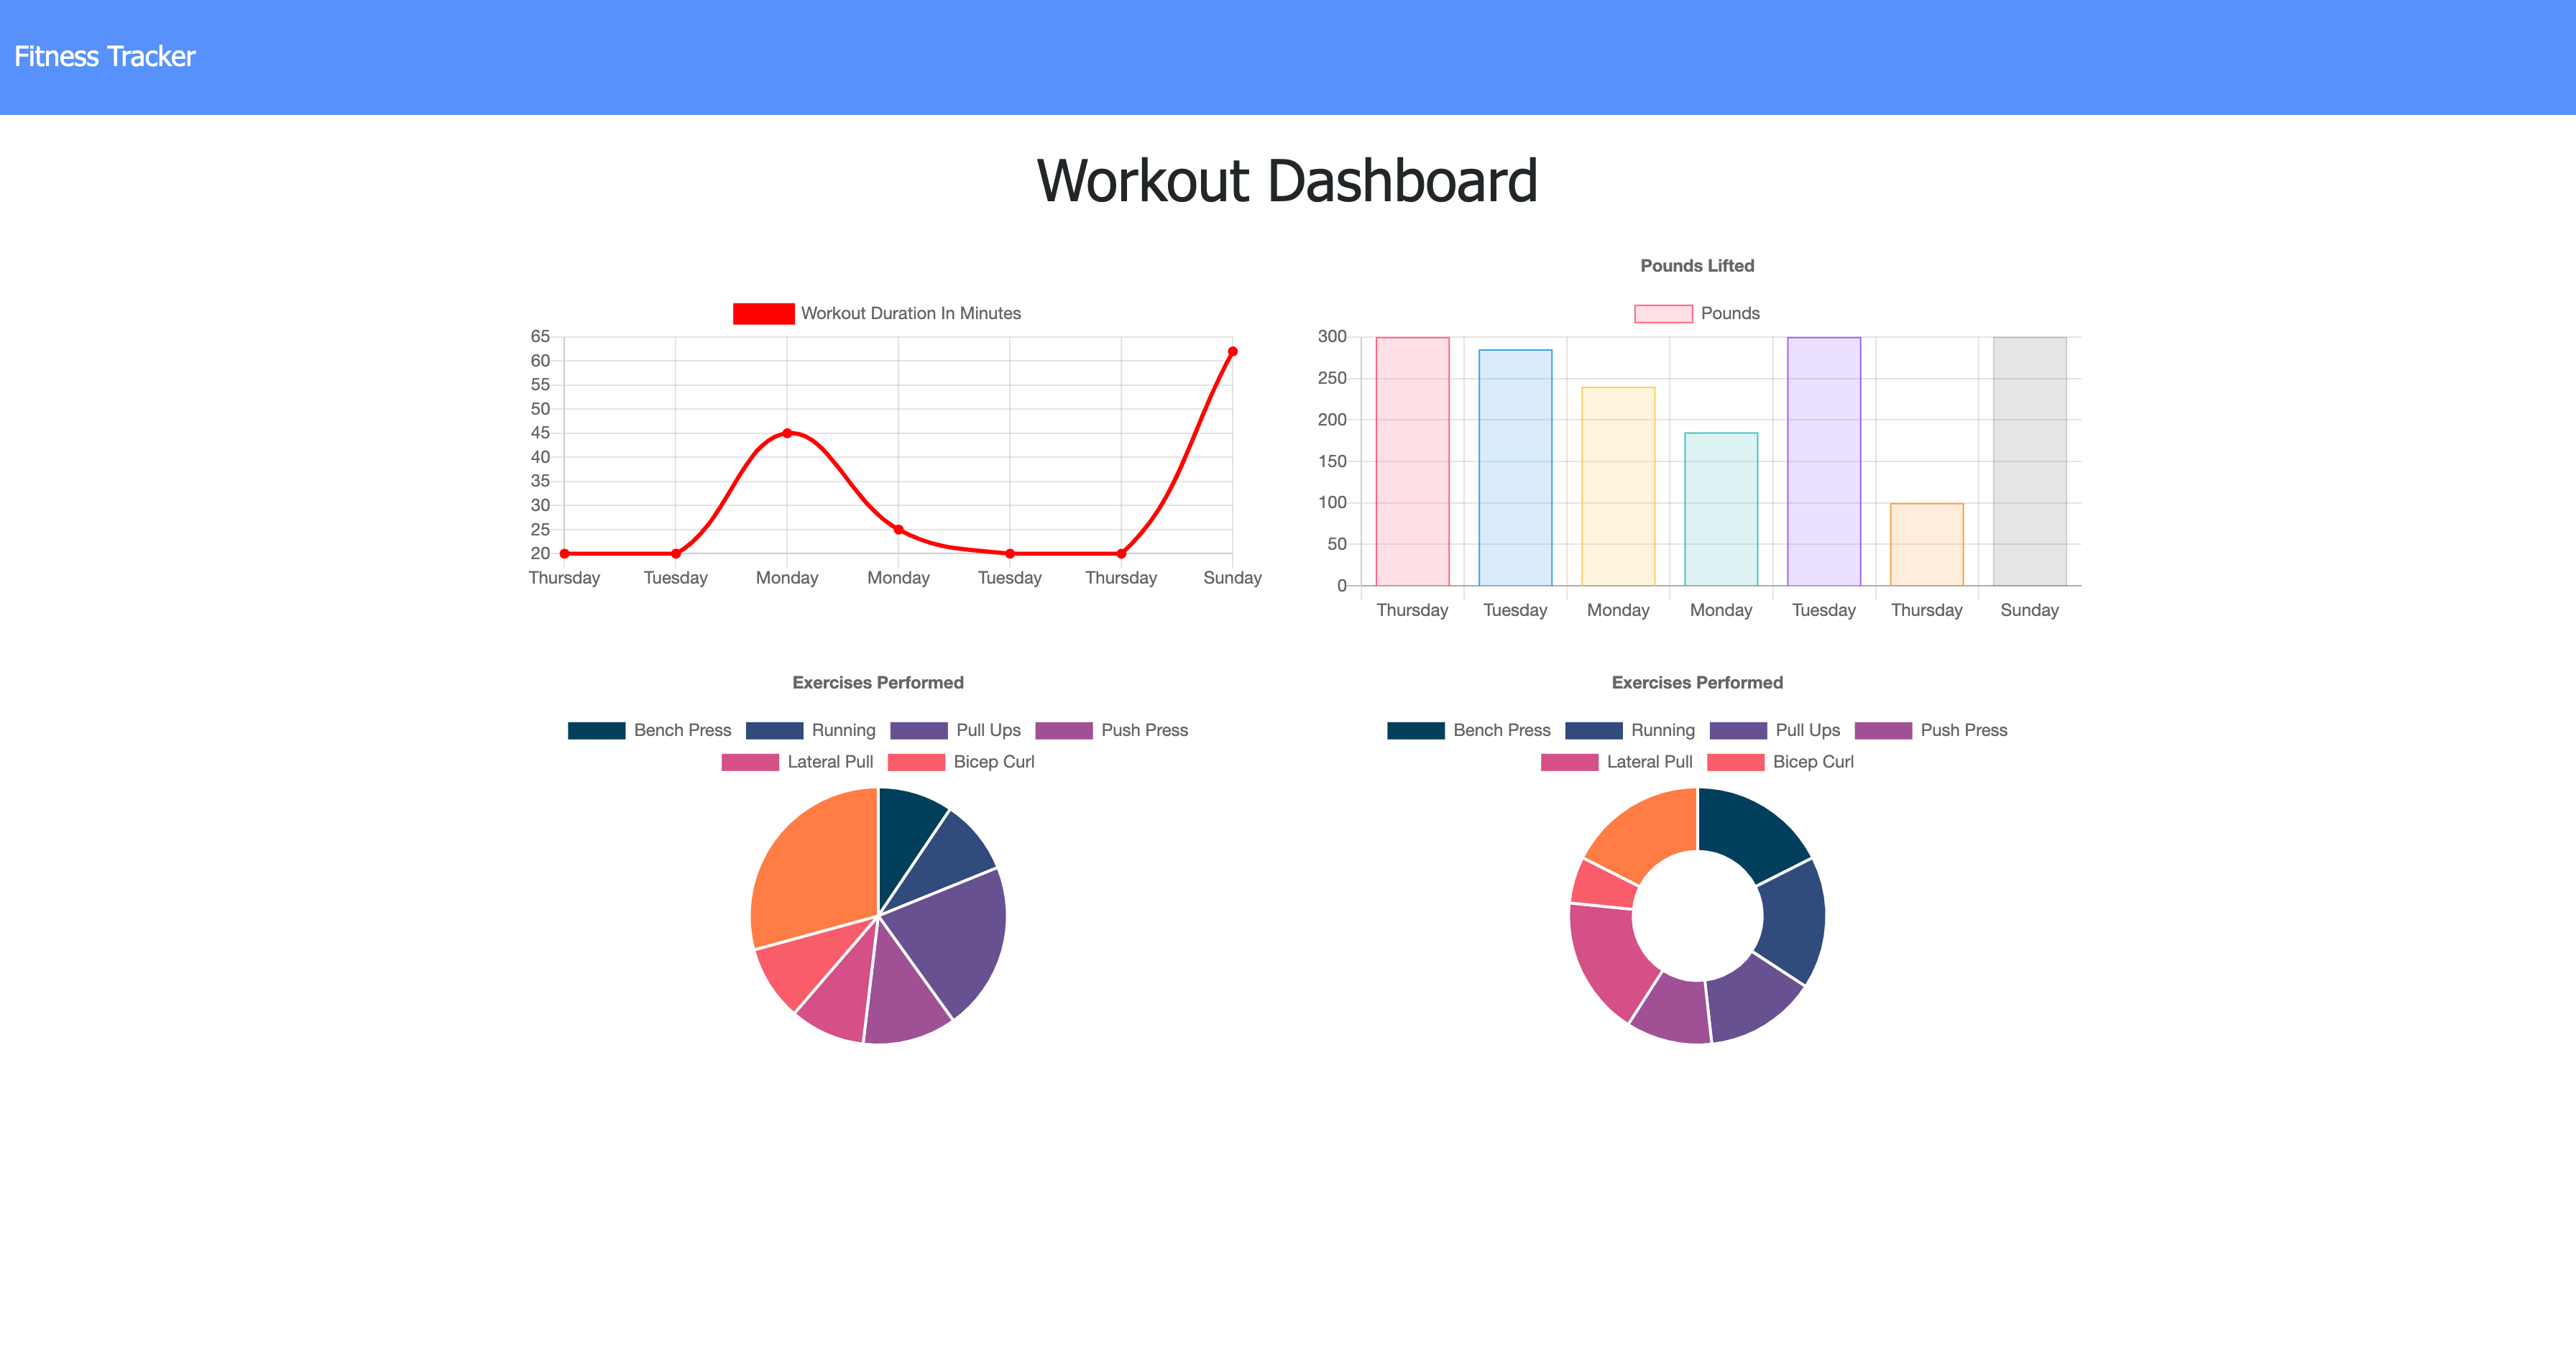 Fitness Tracker
Workout Dashboard
Workout Duration In Minutes
65
60
55
50
45
40
35
30
25
20
Thursday Tuesday Monday Monday Tuesday Thursday Sunday
Pounds Lifted
Pounds
300
250
200
150
100
50
0
Thursday Tuesday Monday Monday Tuesday Thursday Sunday
Exercises Performed
Bench Press Running Pull Ups Push Press
Lateral Pull Bicep Curl
Exercises Performed
Bench Press Running Pull Ups Push Press
Lateral Pull Bicep Curl